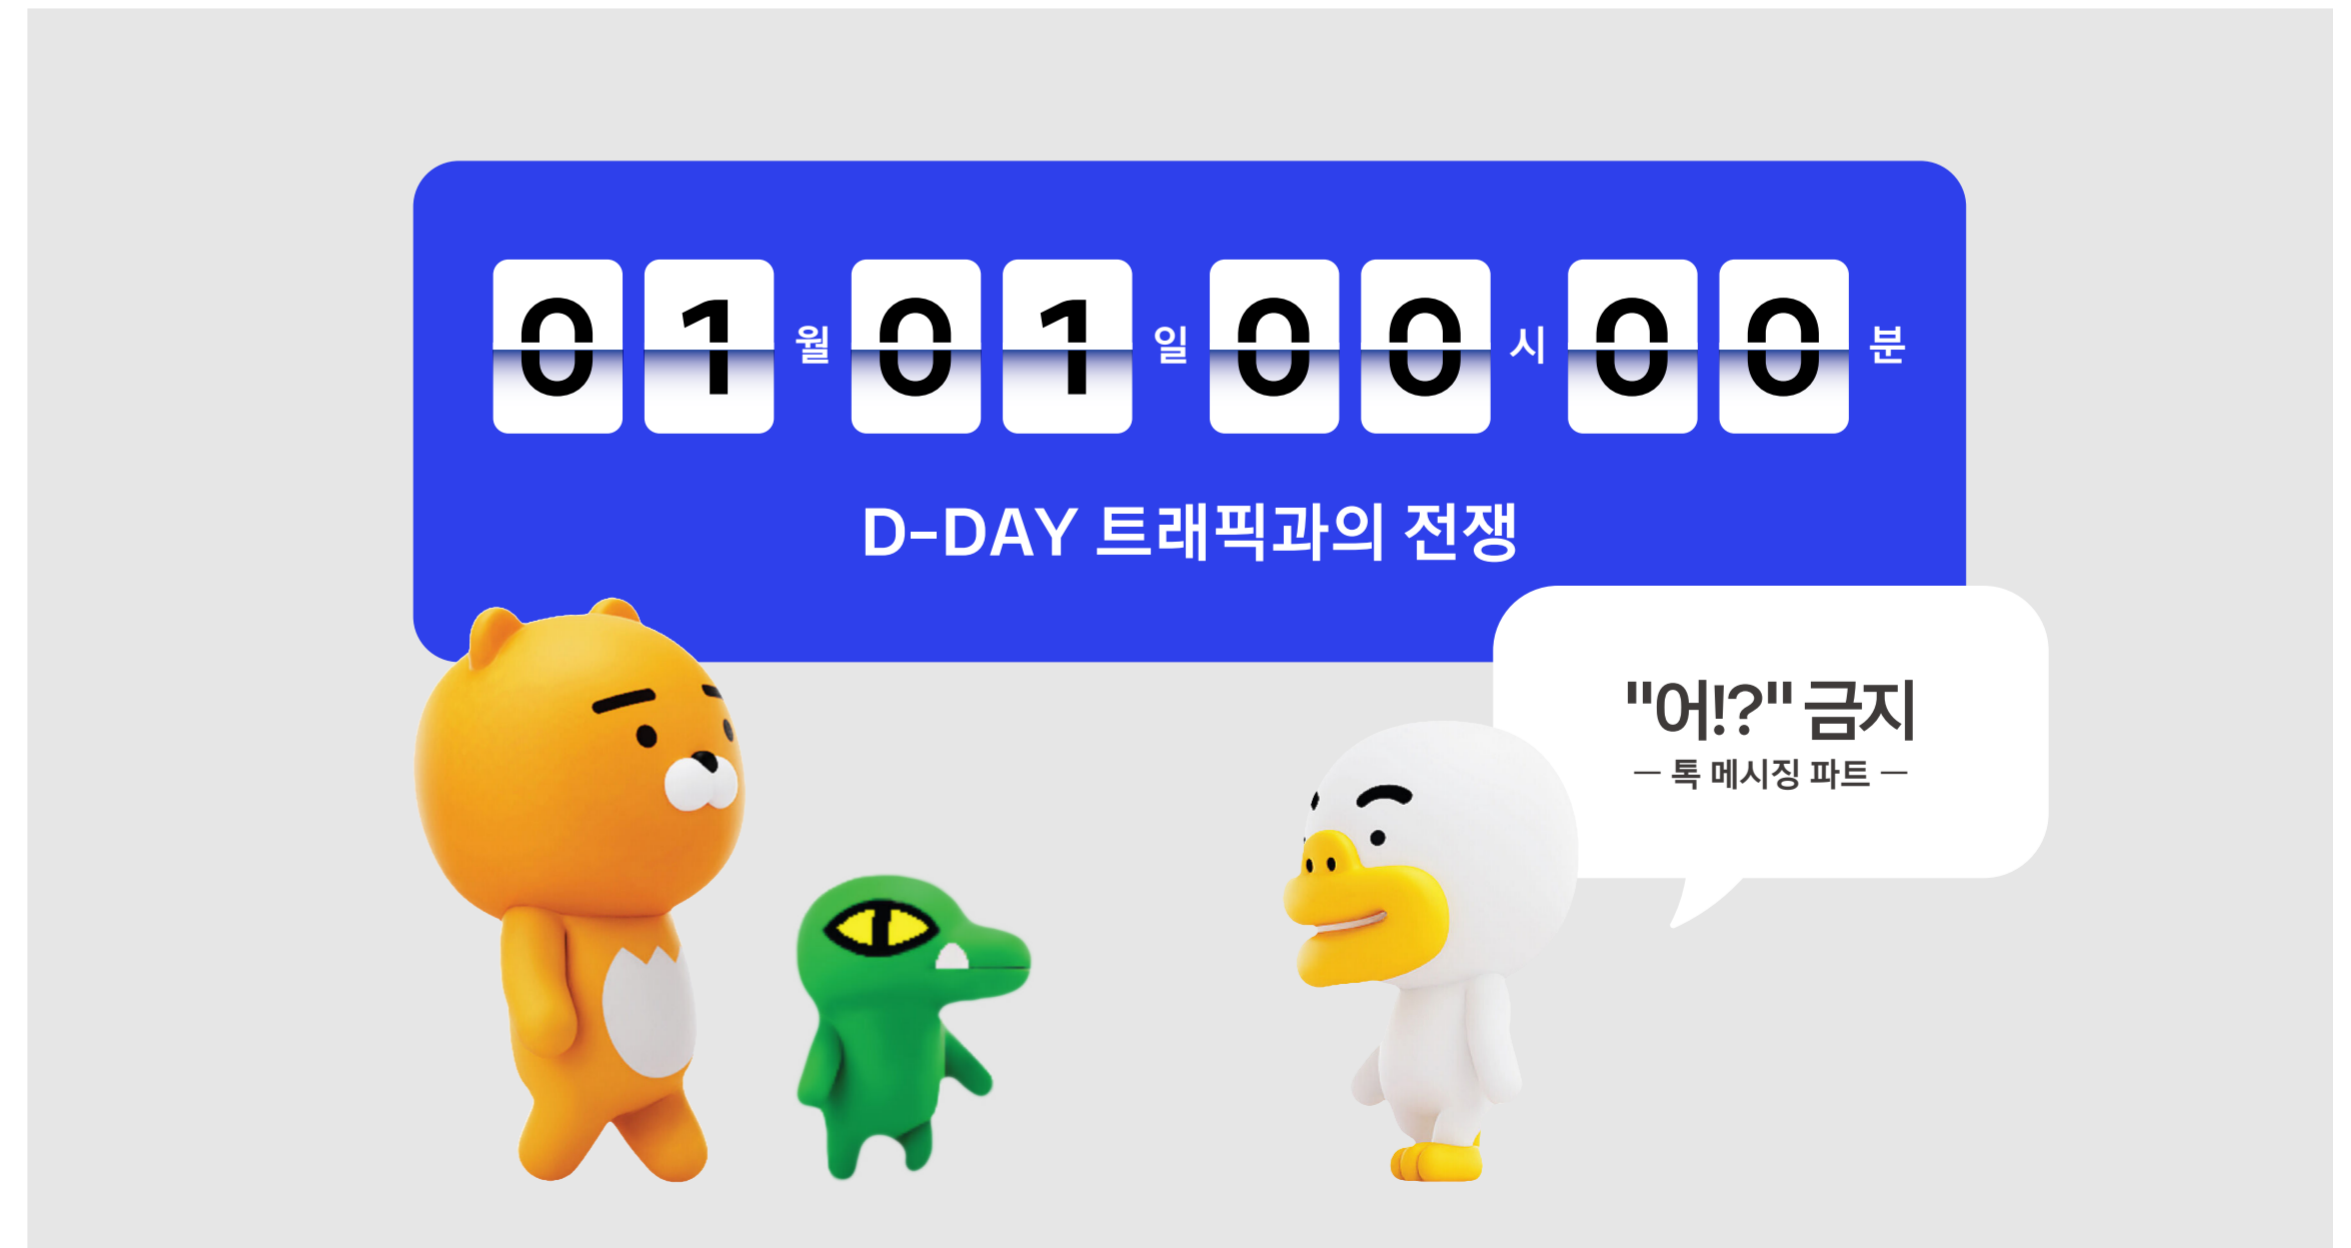 01월 01일 00시 00분
D-DAY 트래픽과의 전쟁
"어!?" 금지
— 톡 메시징 파트 —